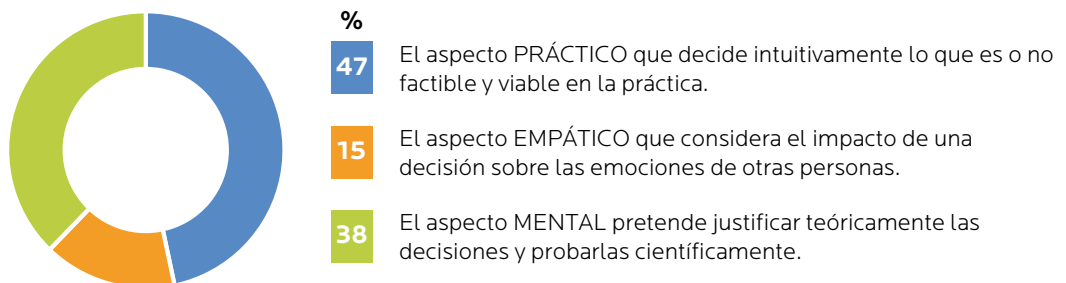 %
47 El aspecto PRÁCTICO que decide intuitivamente lo que es o no
factible y viable en la práctica.
15 El aspecto EMPÁTICO que considera el impacto de una
decisión sobre las emociones de otras personas.
38 El aspecto MENTAL pretende justificar teóricamente las
decisiones y probarlas científicamente.